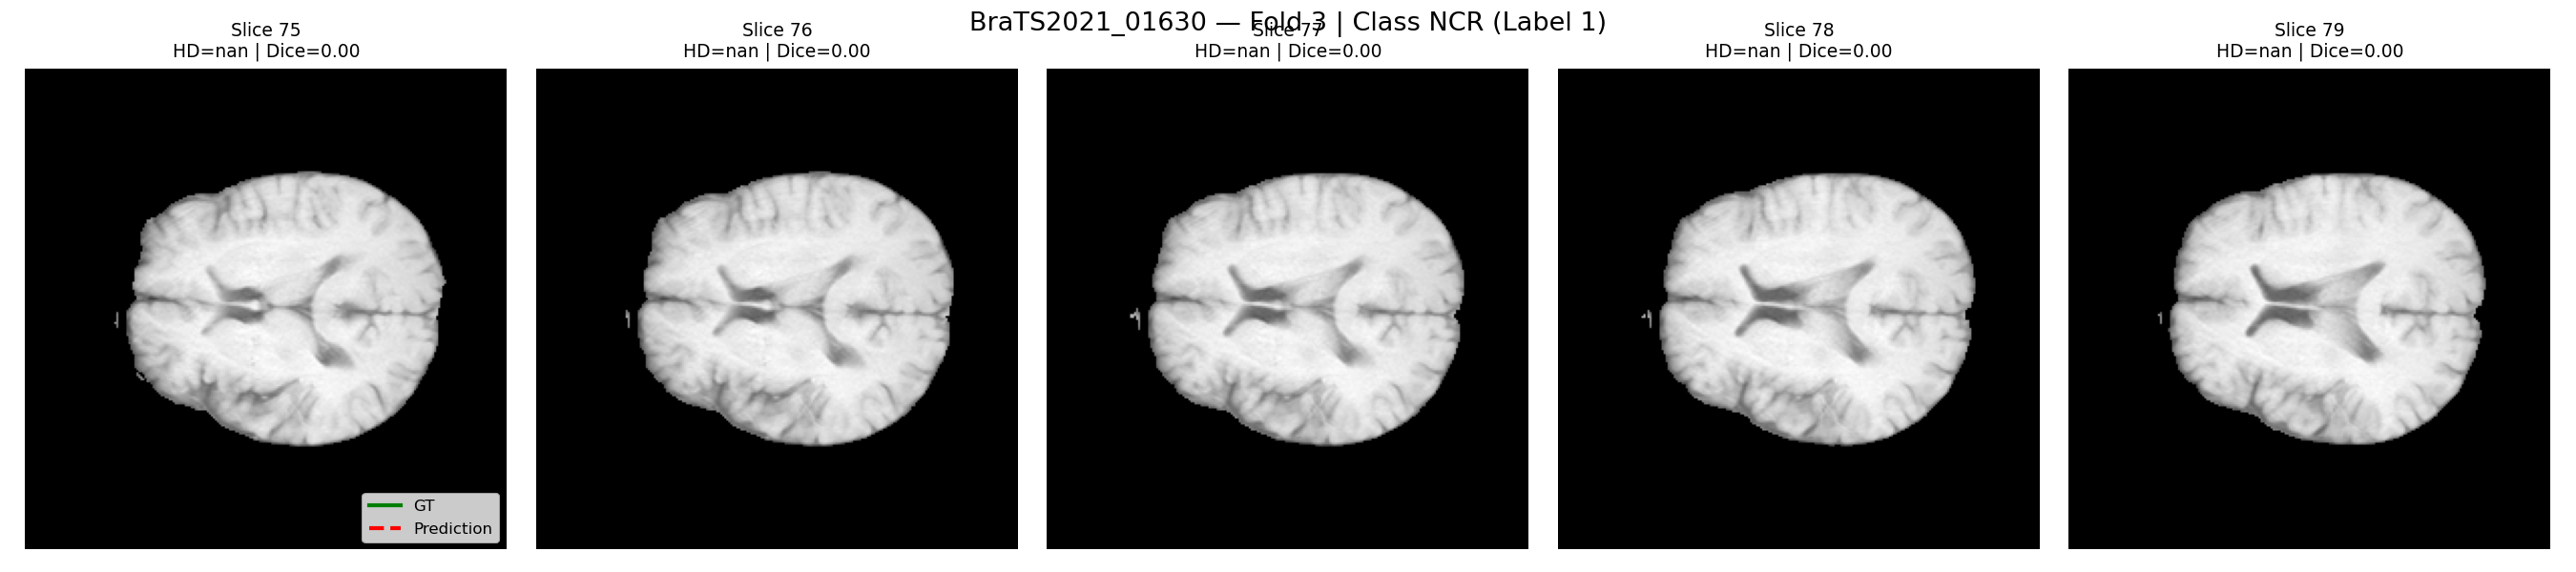 BraTS2021_01630 — Fold 3 | Class NCR (Label 1)
Slice 75
HD=nan | Dice=0.00
Slice 76
HD=nan | Dice=0.00
Slice 77
HD=nan | Dice=0.00
Slice 78
HD=nan | Dice=0.00
Slice 79
HD=nan | Dice=0.00
GT
Prediction